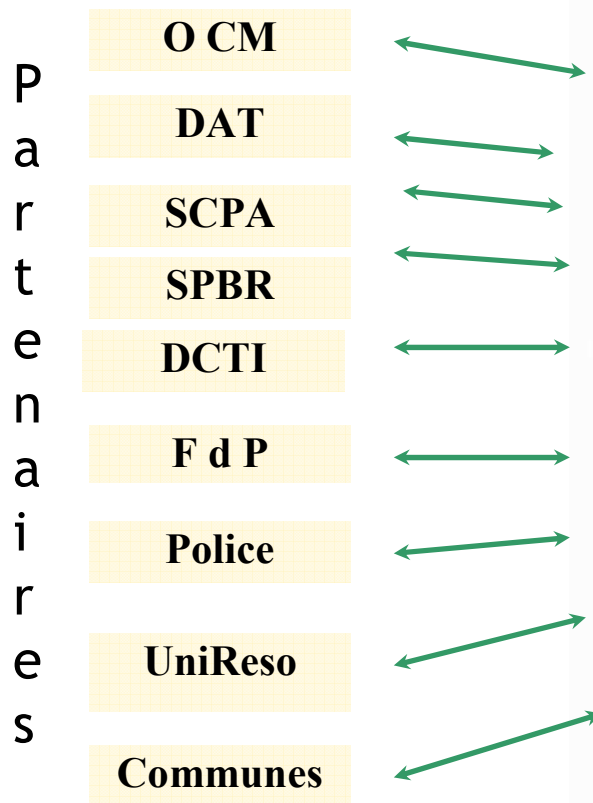 Partenaires
O CM
DAT
SCPA
SPBR
DCTI
F d P
Police
UniReso
Communes